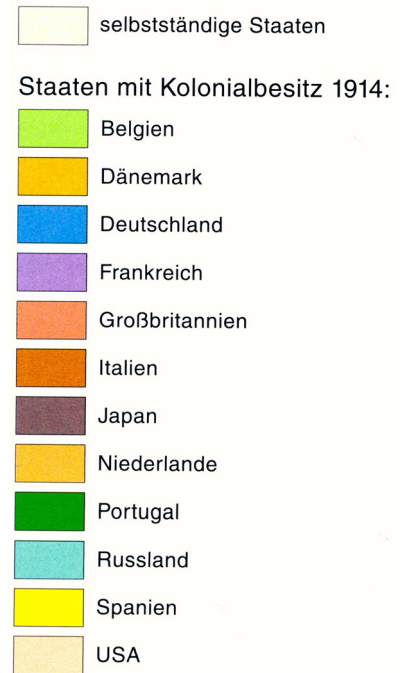 selbstständige Staaten
Staaten mit Kolonialbesitz 1914:
Belgien
Dänemark
Deutschland
Frankreich
Großbritannien
Italien
Japan
Niederlande
Portugal
Russland
Spanien
USA